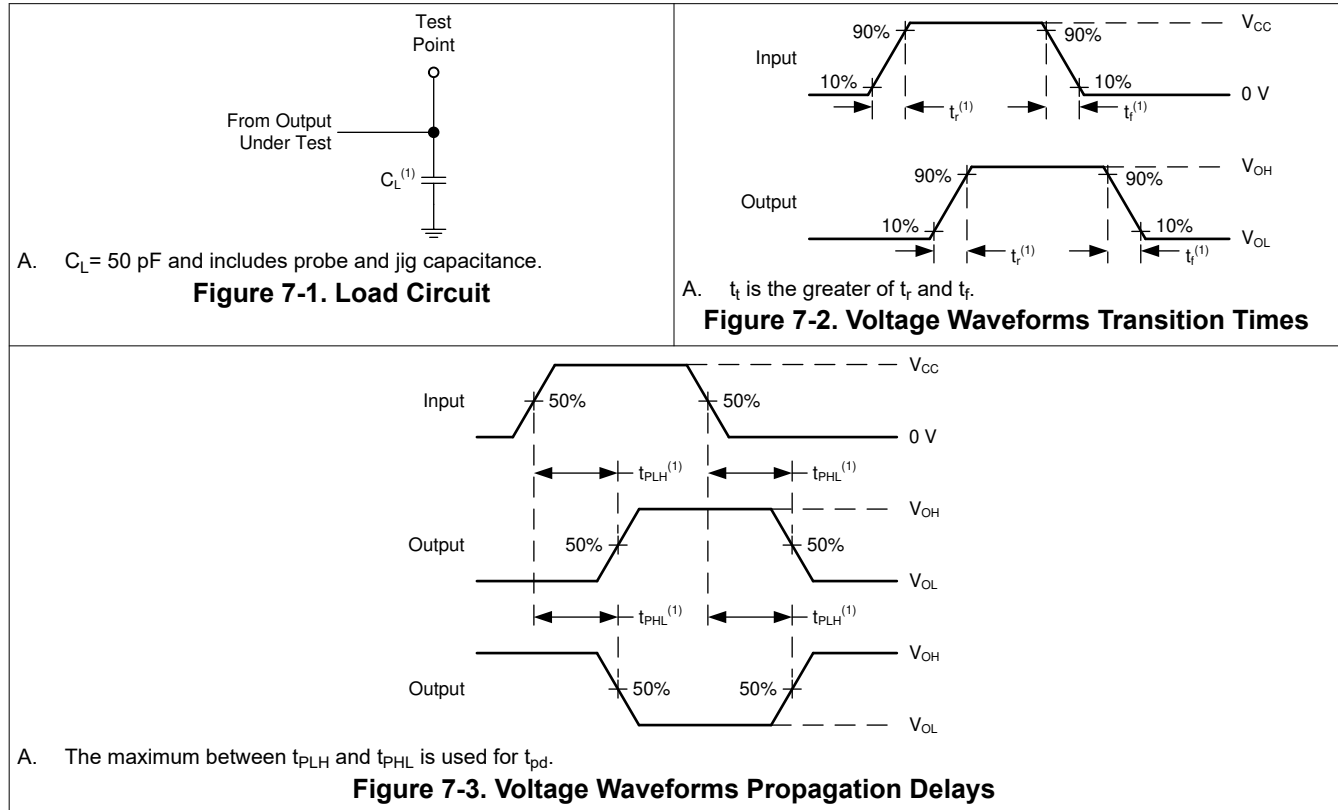 Test
Point
From Output
Under Test
C_L^(1)
A. C_L= 50 pF and includes probe and jig capacitance.
Figure 7-1. Load Circuit
90%
90%
V_CC
Input
10%
10%
0 V
t_r^(1)
t_f^(1)
90%
90%
V_OH
Output
10%
10%
V_OL
t_r^(1)
t_f^(1)
A. t_t is the greater of t_r and t_f.
Figure 7-2. Voltage Waveforms Transition Times
V_CC
Input
50%
50%
0 V
t_PLH^(1)
t_PHL^(1)
V_OH
Output
50%
50%
V_OL
t_PHL^(1)
t_PLH^(1)
V_OH
Output
50%
50%
V_OL
A. The maximum between t_PLH and t_PHL is used for t_pd.
Figure 7-3. Voltage Waveforms Propagation Delays